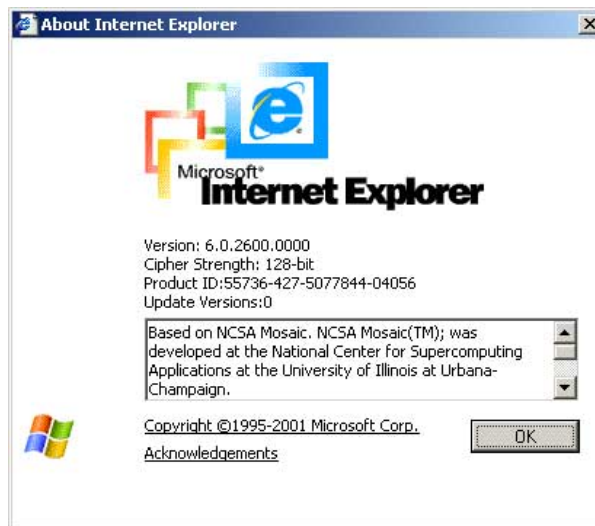 About Internet Explorer
Microsoft®
Internet Explorer
Version: 6.0.2600.0000
Cipher Strength: 128-bit
Product ID:55736-427-5077844-04056
Update Versions:0
Based on NCSA Mosaic. NCSA Mosaic(TM); was
developed at the National Center for Supercomputing
Applications at the University of Illinois at Urbana-
Champaign.
Copyright ©1995-2001 Microsoft Corp.
OK
Acknowledgements